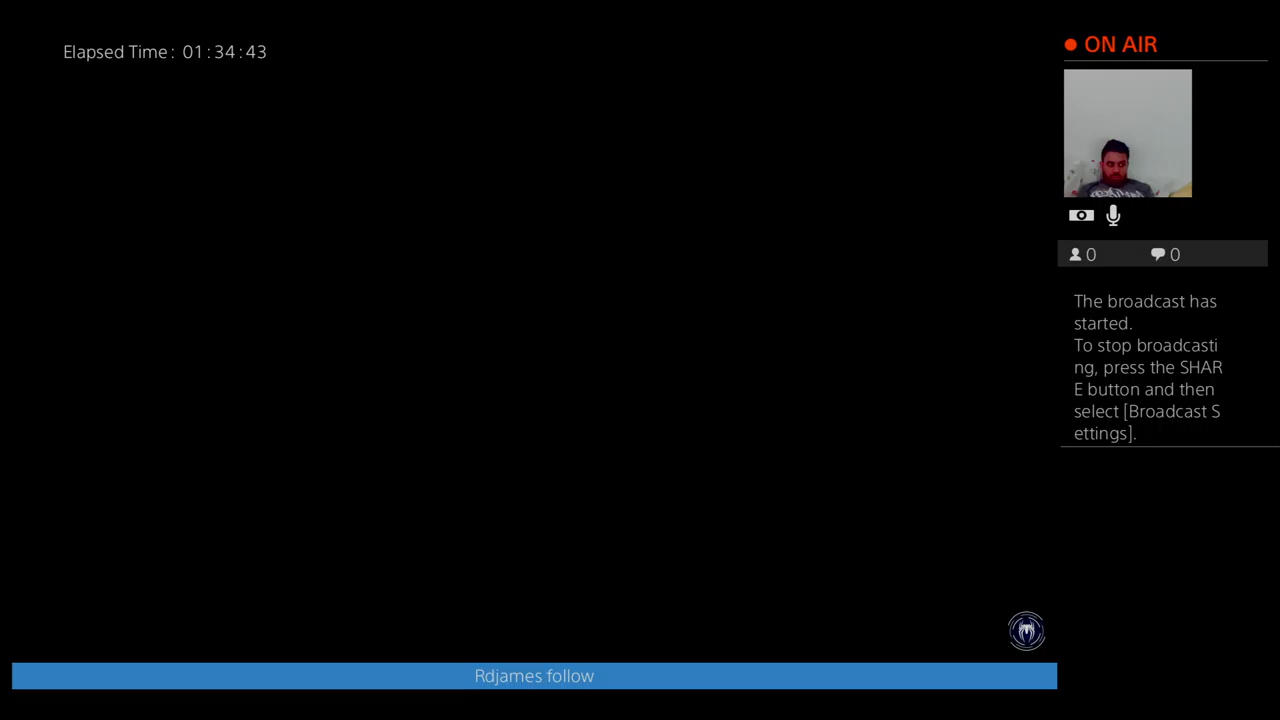 Elapsed Time: 01:34:43
ON AIR
0 0
The broadcast has
started.
To stop broadcasti
ng, press the SHAR
E button and then
select [Broadcast S
ettings].
Rdjames follow